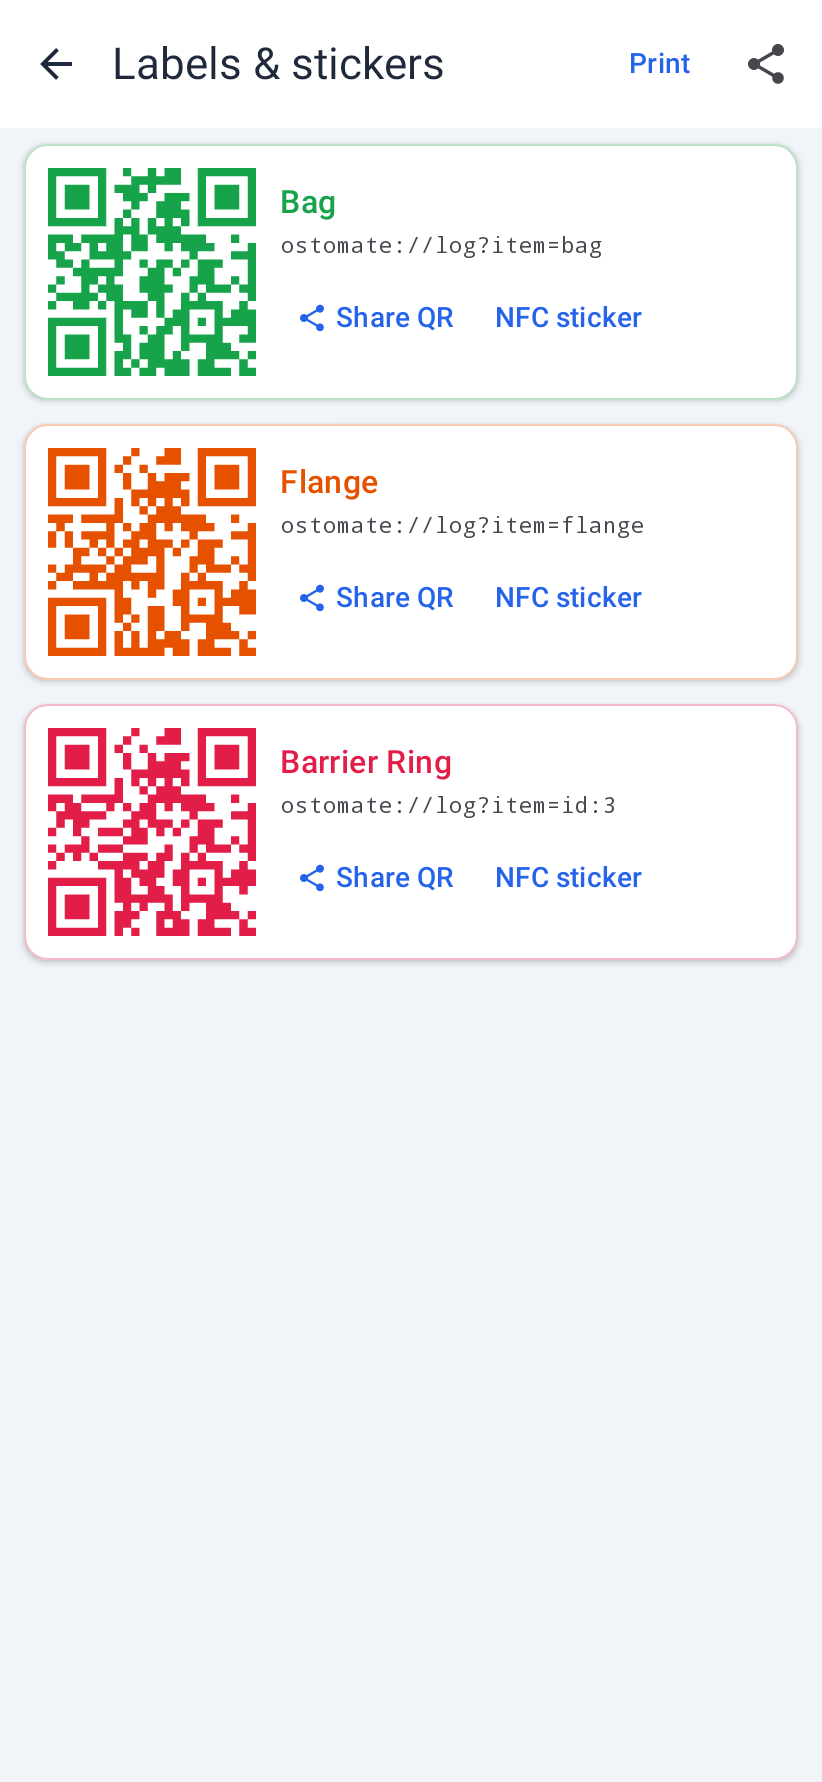 Labels & stickers
Print
Bag
ostomate://log?item=bag
Share QR
NFC sticker
Flange
ostomate://log?item=flange
Share QR
NFC sticker
Barrier Ring
ostomate://log?item=id:3
Share QR
NFC sticker